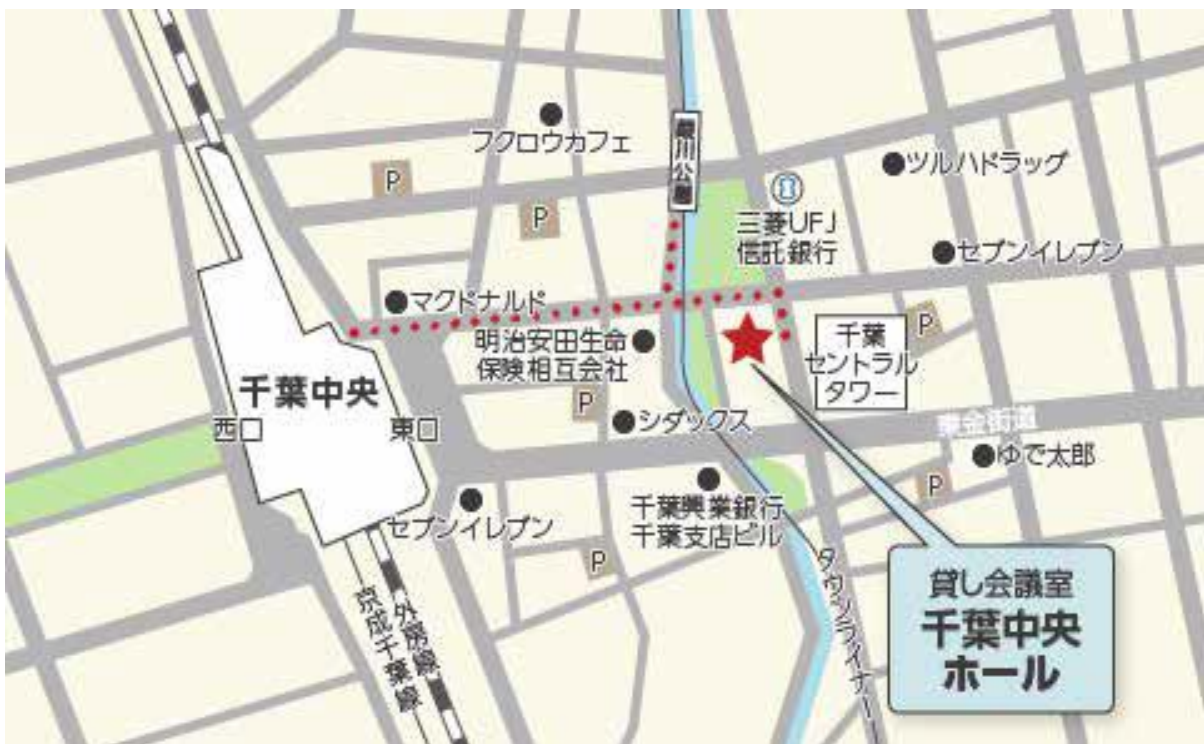 フクロウカフェ
P
P
葭川公園
ツルハドラッグ
三菱UFJ
信託銀行
セブンイレブン
マクドナルド
明治安田生命
保険相互会社
千葉
セントラル
タワー
P
千葉中央
西口
東口
P
シダックス
東金街道
ゆで太郎
P
セブンイレブン
千葉興業銀行
千葉支店ビル
P
タウンライナー
外房線
京成千葉線
貸し会議室
千葉中央
ホール